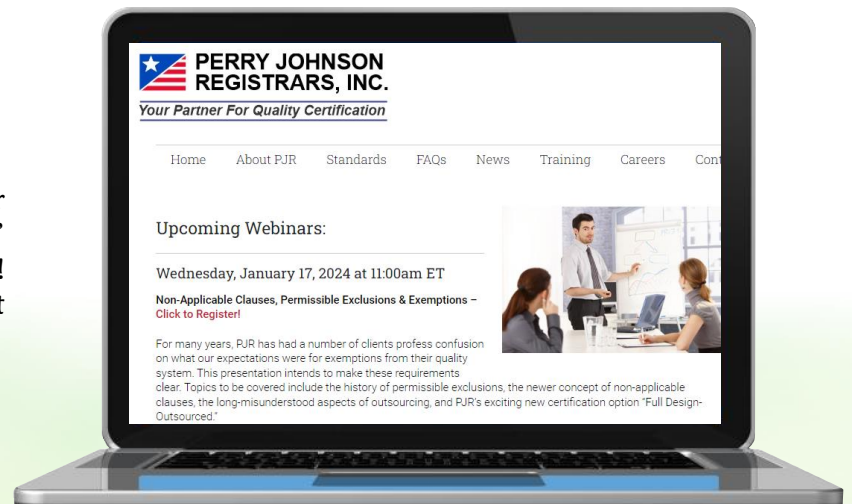 PERRY JOHNSON
REGISTRARS, INC.
Your Partner For Quality Certification
Home About PJR Standards FAQs News Training Careers
Upcoming Webinars:
Wednesday, January 17, 2024 at 11:00am ET
Non-Applicable Clauses, Permissible Exclusions & Exemptions –
Click to Register!
For many years, PJR has had a number of clients profess confusion
on what our expectations were for exemptions from their quality
system. This presentation intends to make these requirements
clear. Topics to be covered include the history of permissible exclusions, the newer concept of non-applicable
clauses, the long-misunderstood aspects of outsourcing, and PJR's exciting new certification option "Full Design-
Outsourced."